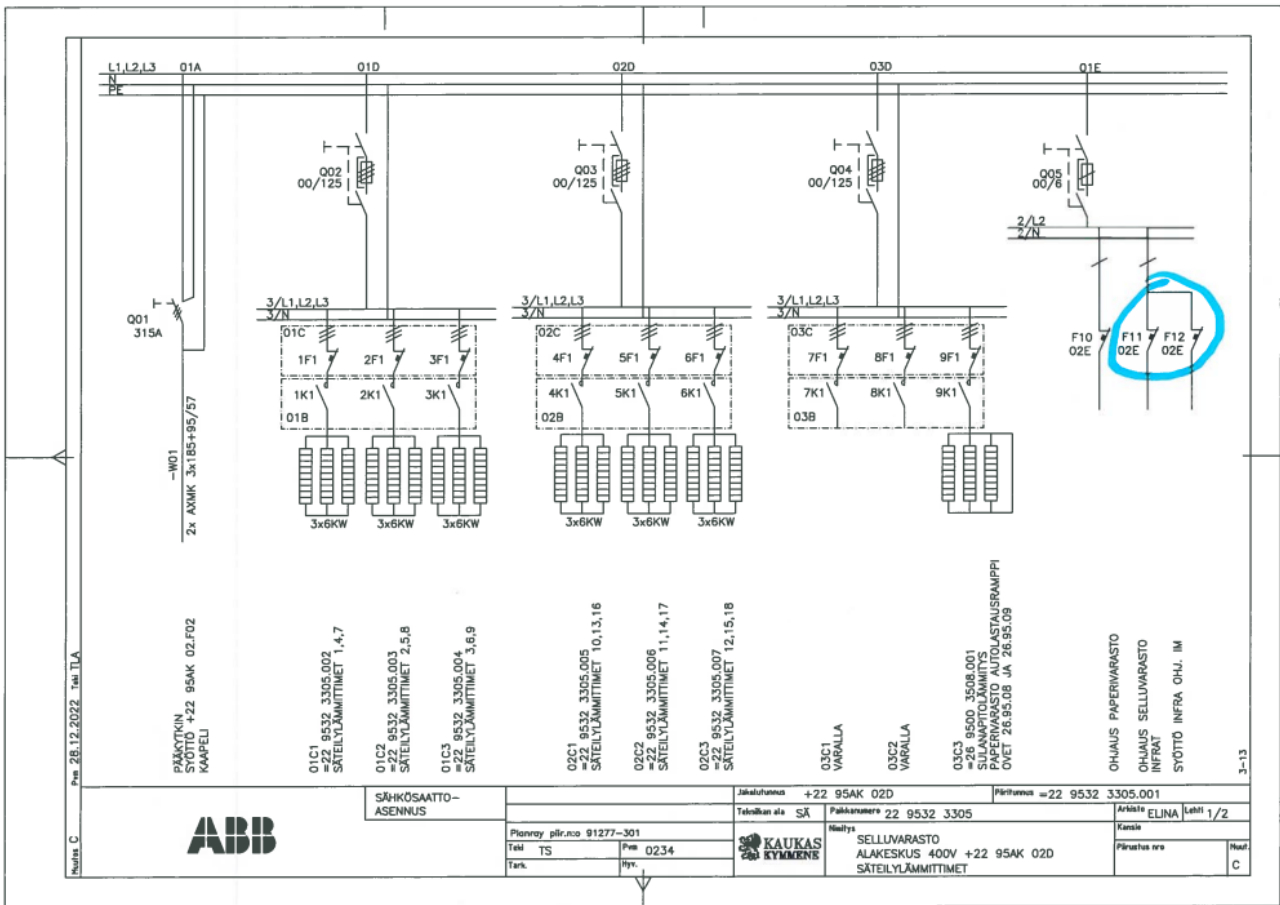 L1,L2,L3 01A 01D 02D 03D 01E
N
PE
Q02
00/125
Q03
00/125
Q04
00/125
Q05
00/6
2/L2
2/N
Q01
315A
3/L1,L2,L3
3/N
3/L1,L2,L3
3/N
3/L1,L2,L3
3/N
01C
1F1 2F1 3F1
1K1 2K1 3K1
01B
02C
4F1 5F1 6F1
4K1 5K1 6K1
02B
03C
7F1 8F1 9F1
7K1 8K1 9K1
03B
F10
02E
F11
02E
F12
02E
-W01
2x AXMK 3x185+95/57
3x6KW 3x6KW 3x6KW
3x6KW 3x6KW 3x6KW
PÄÄKYTKIN
SYÖTTÖ +22 95AK 02.F02
KAAPELI
01C1
=22 9532 3305.002
SÄTEILYLÄMMITTIMET 1,4,7
01C2
=22 9532 3305.003
SÄTEILYLÄMMITTIMET 2,5,8
01C3
=22 9532 3305.004
SÄTEILYLÄMMITTIMET 3,6,9
02C1
=22 9532 3305.005
SÄTEILYLÄMMITTIMET 10,13,16
02C2
=22 9532 3305.006
SÄTEILYLÄMMITTIMET 11,14,17
02C3
=22 9532 3305.007
SÄTEILYLÄMMITTIMET 12,15,18
03C1
VARALLA
03C2
VARALLA
03C3
=26 9500 3508.001
SULANAPITOLÄMMITYS
PAPERIVARASTO AUTOLASTAUSRAMPPI
OVET 26.95.08 JA 26.95.09
OHJAUS PAPERIVARASTO
OHJAUS SELLUVARASTO
INFRAT
SYÖTTÖ INFRA OHJ. IM
3-13
Muutos C Pvm 28.12.2022 Teki TLA
ABB
SÄHKÖSAATTO-
ASENNUS
Planray piir.n:o 91277-301
Teki TS Pvm 0234
Tark. Hyv.
Jakelutunnus +22 95AK 02D Piiritunnus =22 9532 3305.001
Tekniikan ala SÄ Paikkanumero 22 9532 3305 Arkisto ELINA Lehti 1/2
KAUKAS
KYMMENE
Nimitys
SELLUVARASTO
ALAKESKUS 400V +22 95AK 02D
SÄTEILYLÄMMITTIMET
Kansio
Piirustus nro
Muut.
C